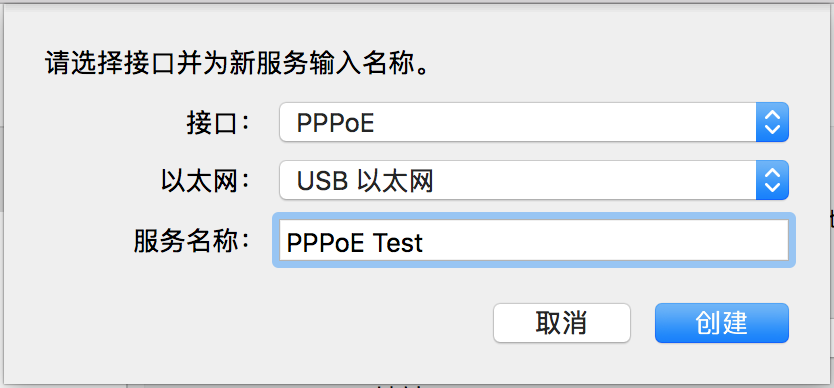 请选择接口并为新服务输入名称。
接口： PPPoE
以太网： USB 以太网
服务名称： PPPoE Test
取消 创建